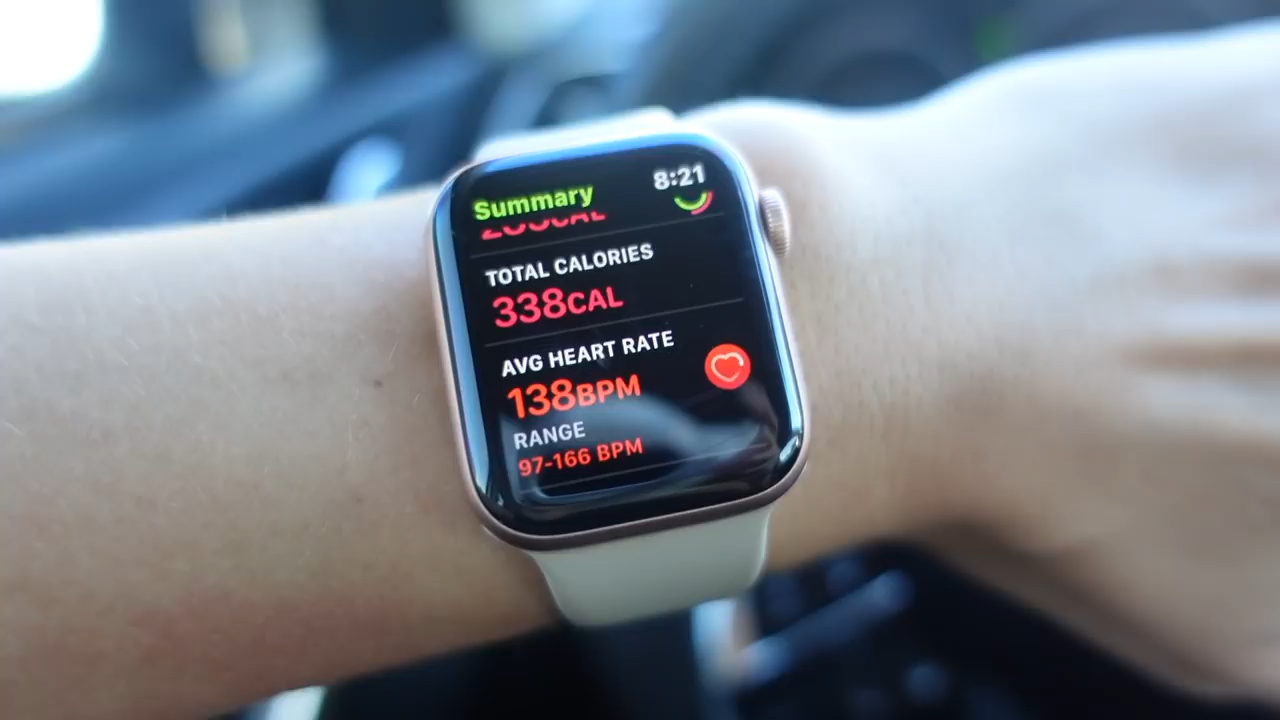 Summary
8:21
TOTAL CALORIES
338CAL
AVG HEART RATE
138BPM
RANGE
97-166 BPM